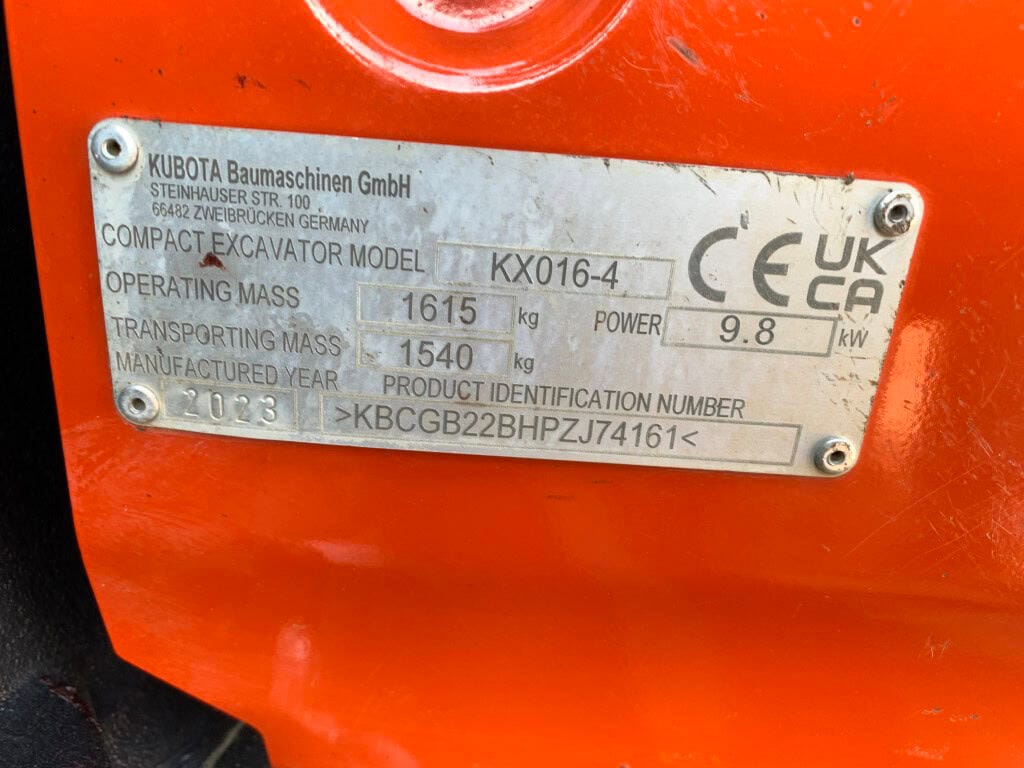 KUBOTA Baumaschinen GmbH
STEINHAUSER STR. 100
66482 ZWEIBRÜCKEN GERMANY
COMPACT EXCAVATOR MODEL KX016-4
CE UK CA
OPERATING MASS 1615 kg
POWER 9.8 kW
TRANSPORTING MASS 1540 kg
MANUFACTURED YEAR 2023
PRODUCT IDENTIFICATION NUMBER
>KBCGB22BHPZJ74161<